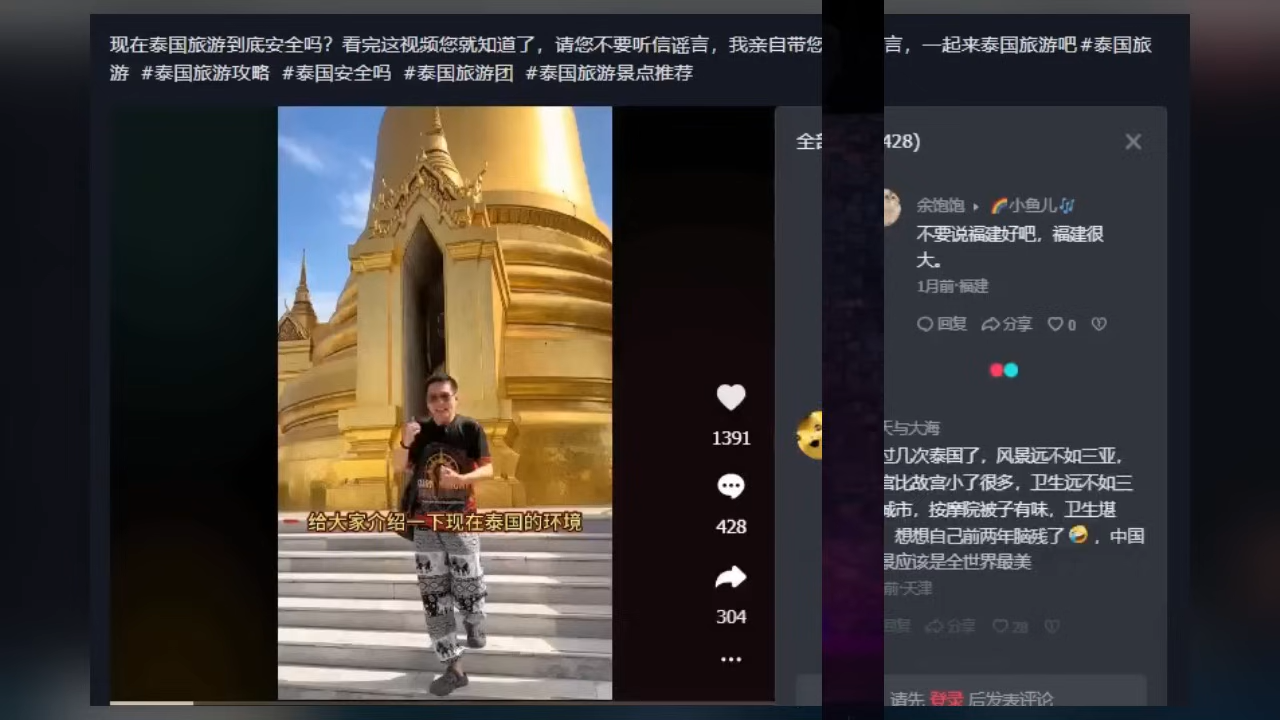 现在泰国旅游到底安全吗？看完这视频您就知道了，请您不要听信谣言，我亲自带您 言，一起来泰国旅游吧#泰国旅
游 #泰国旅游攻略 #泰国安全吗 #泰国旅游团 #泰国旅游景点推荐
全 428)
余饱饱 小鱼儿
不要说福建好吧，福建很
大。
1月前·福建
回复 分享 0
1391
天与大海
过几次泰国了，风景远不如三亚，
宫比故宫小了很多，卫生远不如三
428
城市，按摩院被子有味，卫生堪
给大家介绍一下现在泰国的环境
想想自己前两年脑残了，中国
景应该是全世界最美
前·天津
304
回复 分享 28
请先 登录 后发表评论